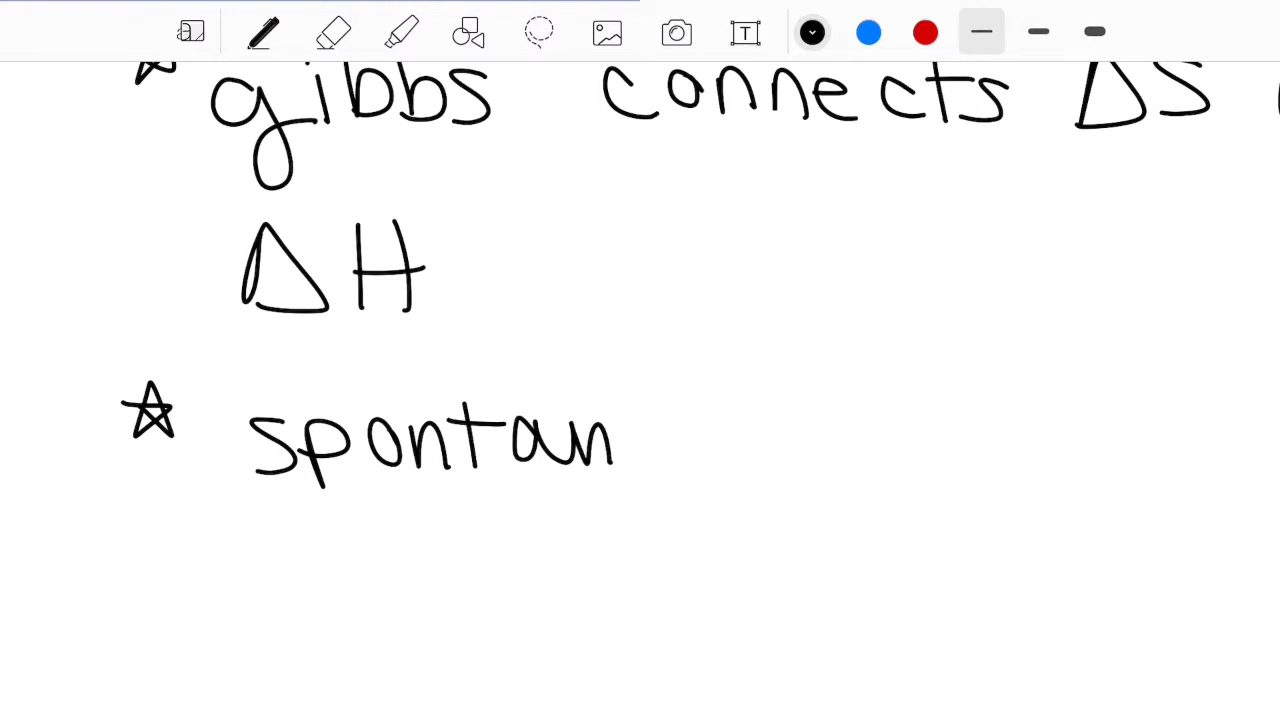 gibbs connects ΔS
ΔH
☆ spontan